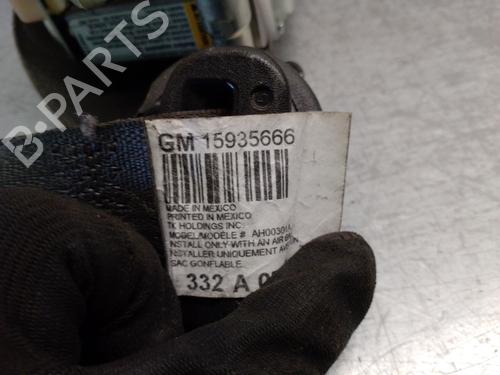 B-PARTS
GM 15935666
MADE IN MEXICO
PRINTED IN MEXICO
TK HOLDINGS INC.
MODEL/MODÈLE #
INSTALL ONLY WITH AN AIR
INSTALLER UNIQUEMENT
SAC GONFLABLE
332 A